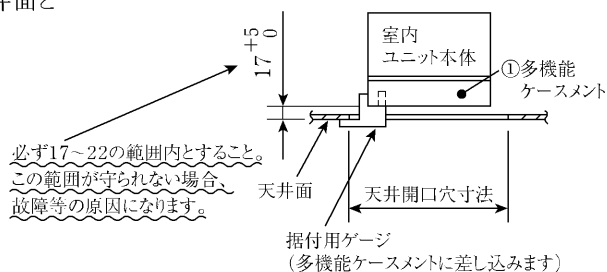 井面と
17 +5 0
室内
ユニット本体
①多機能
ケースメント
必ず17~22の範囲内とすること。
この範囲が守られない場合、
故障等の原因になります。
天井面
天井開口穴寸法
据付用ゲージ
(多機能ケースメントに差し込みます)